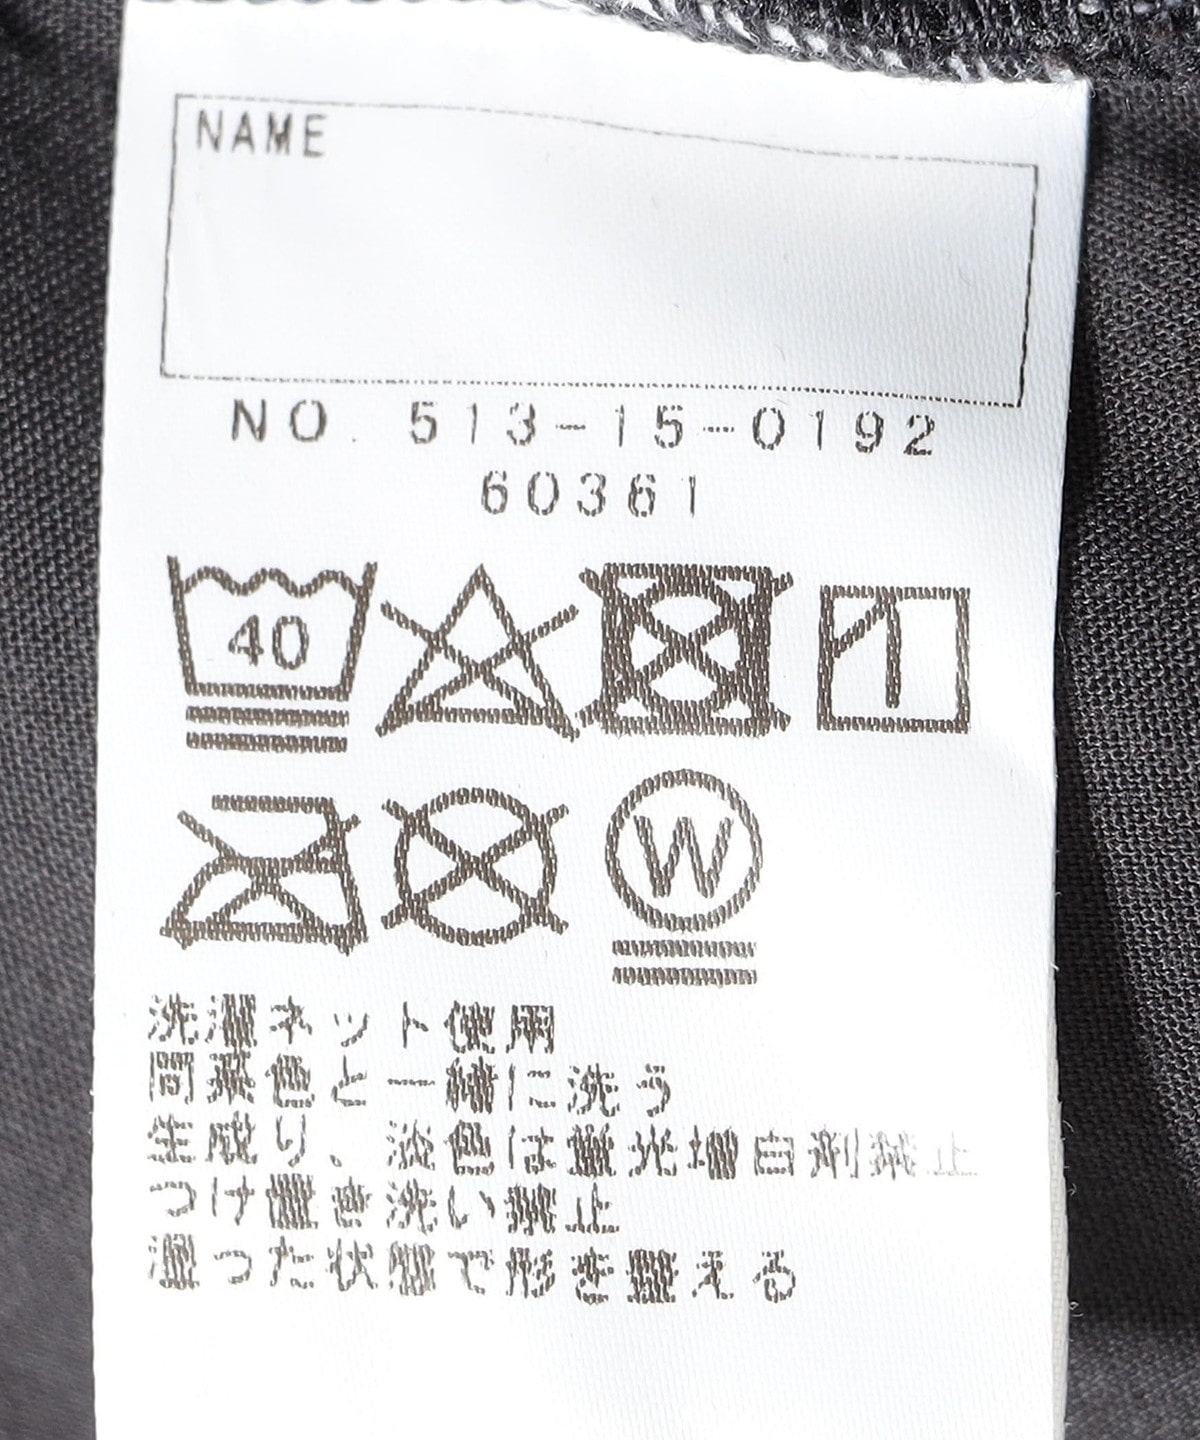 NAME
NO. 513-15-0192
60361
40
W
洗濯ネット使用
同系色と一緒に洗う
生成り、淡色は蛍光増白剤禁止
つけ置き洗い禁止
湿った状態で形を整える